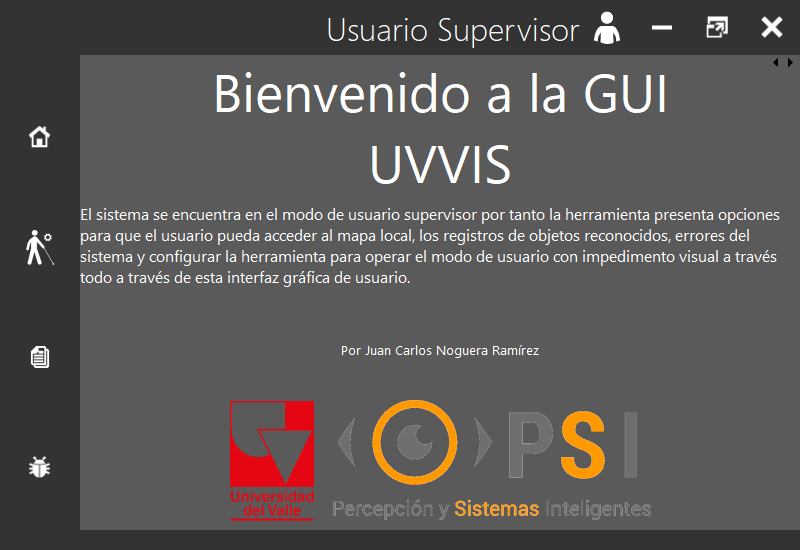 Usuario Supervisor
Bienvenido a la GUI
UVVIS
El sistema se encuentra en el modo de usuario supervisor por tanto la herramienta presenta opciones
para que el usuario pueda acceder al mapa local, los registros de objetos reconocidos, errores del
sistema y configurar la herramienta para operar el modo de usuario con impedimento visual a través
todo a través de esta interfaz gráfica de usuario.
Por Juan Carlos Noguera Ramírez
PSI
Universidad
del Valle
Percepción y Sistemas Inteligentes